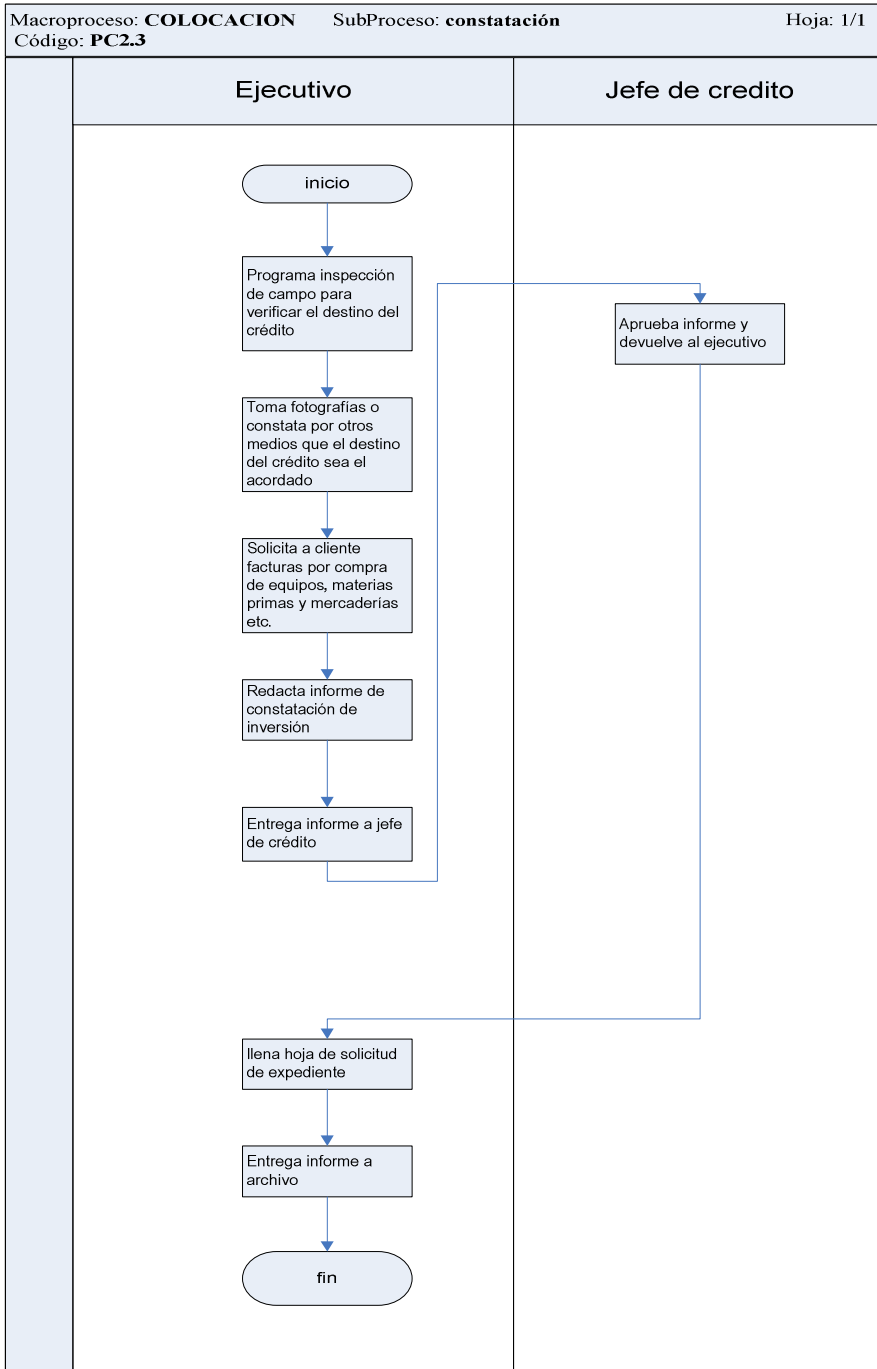 Macroproceso: COLOCACION SubProceso: constatación Hoja: 1/1
Código: PC2.3
Ejecutivo Jefe de credito
inicio
Programa inspección
de campo para
verificar el destino del
crédito
Toma fotografías o
constata por otros
medios que el destino
del crédito sea el
acordado
Solicita a cliente
facturas por compra
de equipos, materias
primas y mercaderías
etc.
Redacta informe de
constatación de
inversión
Entrega informe a jefe
de crédito
Aprueba informe y
devuelve al ejecutivo
llena hoja de solicitud
de expediente
Entrega informe a
archivo
fin